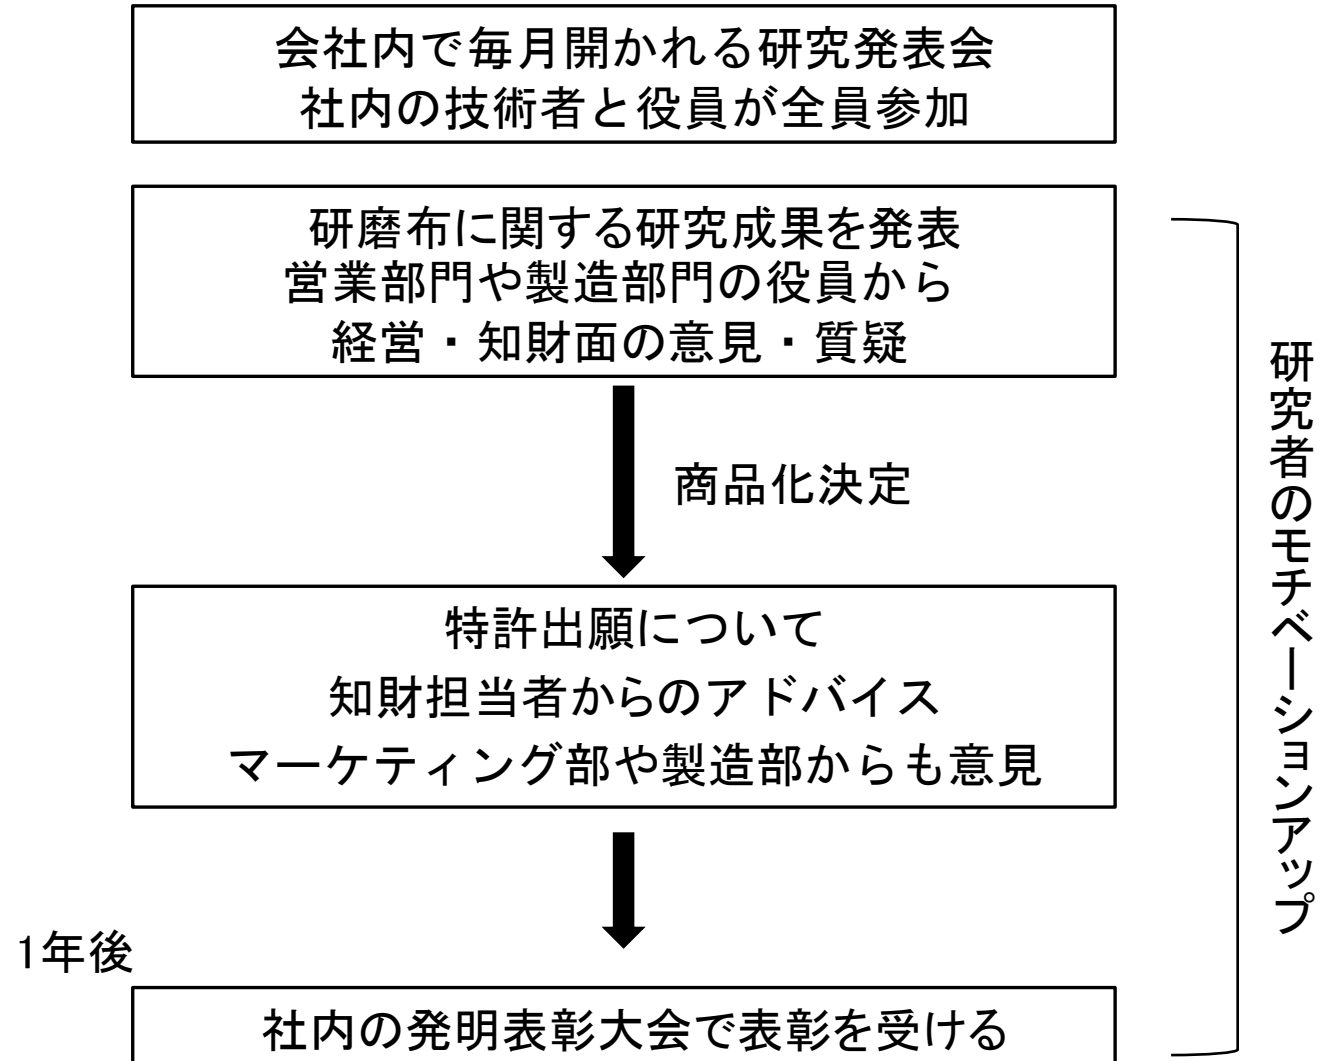 会社内で毎月開かれる研究発表会
社内の技術者と役員が全員参加
研磨布に関する研究成果を発表
営業部門や製造部門の役員から
経営・知財面の意見・質疑
商品化決定
特許出願について
知財担当者からのアドバイス
マーケティング部や製造部からも意見
1年後
社内の発明表彰大会で表彰を受ける
研究者のモチベーションアップ